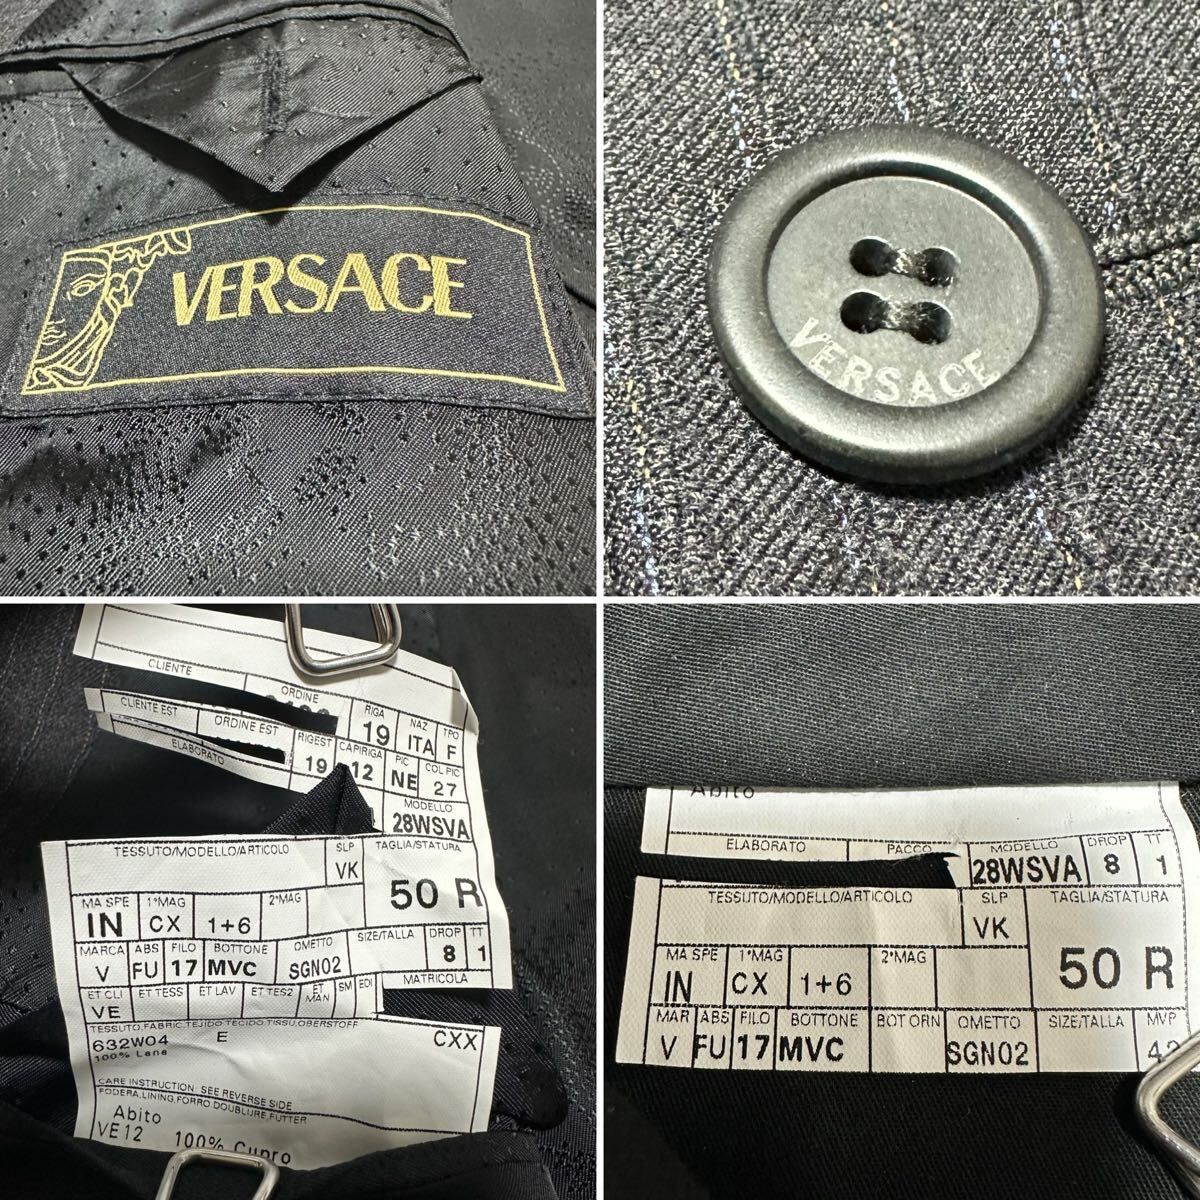 VERSACE
VERSACE
CLIENTE
ORDINE
RIGA NAZ TPO
19 ITA F
CLIENTE EST ORDINE EST
RIGEST CAPIRIGA PIC COL PIC
19 12 NE 27
ELABORATO
MODELLO
28WSVA
TESSUTO/MODELLO/ARTICOLO SLP TAGLIA/STATURA
VK 50 R
MA SPE 1°MAG 2°MAG
IN CX 1+6
MARCA ABS FILO BOTTONE OMETTO SIZE/TALLA DROP TT
V FU 17 MVC SGN02 8 1
ET CLI ET TESS ET LAV ET TES2 ET MAN SM EDI MATRICOLA
VE
TESSUTO,FABRIC,TEJIDO TECIDO,TISSU,OBERSTOFF
632W04 E CXX
100% Lana
CARE INSTRUCTION SEE REVERSE SIDE
FODERA,LINING,FORRO DOUBLURE,FUTTER
Abito
VE12 100% Cupro
Abito
ELABORATO PACCO MODELLO DROP TT
28WSVA 8 1
TESSUTO/MODELLO/ARTICOLO SLP TAGLIA/STATURA
VK 50 R
MA SPE 1°MAG 2°MAG
IN CX 1+6
MAR ABS FILO BOTTONE BOT ORN OMETTO SIZE/TALLA MVP
V FU 17 MVC SGN02